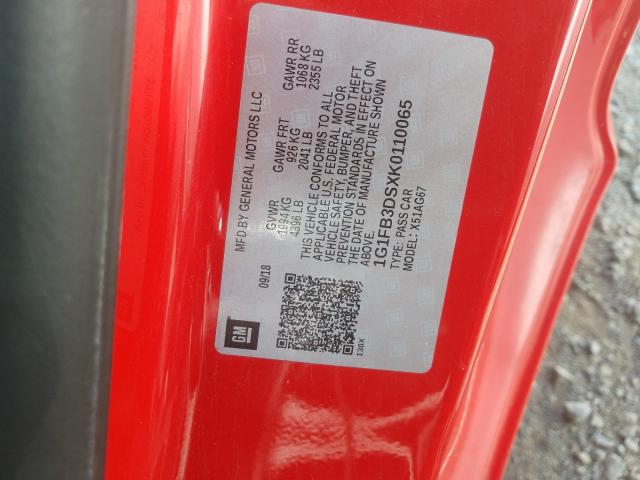 MFD BY GENERAL MOTORS LLC
09/18
GVWR GAWR FRT GAWR RR
1994 KG 926 KG 1068 KG
4396 LB 2041 LB 2355 LB
THIS VEHICLE CONFORMS TO ALL
APPLICABLE U.S. FEDERAL MOTOR
VEHICLE SAFETY, BUMPER, AND THEFT
PREVENTION STANDARDS IN EFFECT ON
THE DATE OF MANUFACTURE SHOWN
ABOVE.
1G1FB3DSXK0110065
TYPE: PASS CAR
MODEL: X51AG67
GM
130X